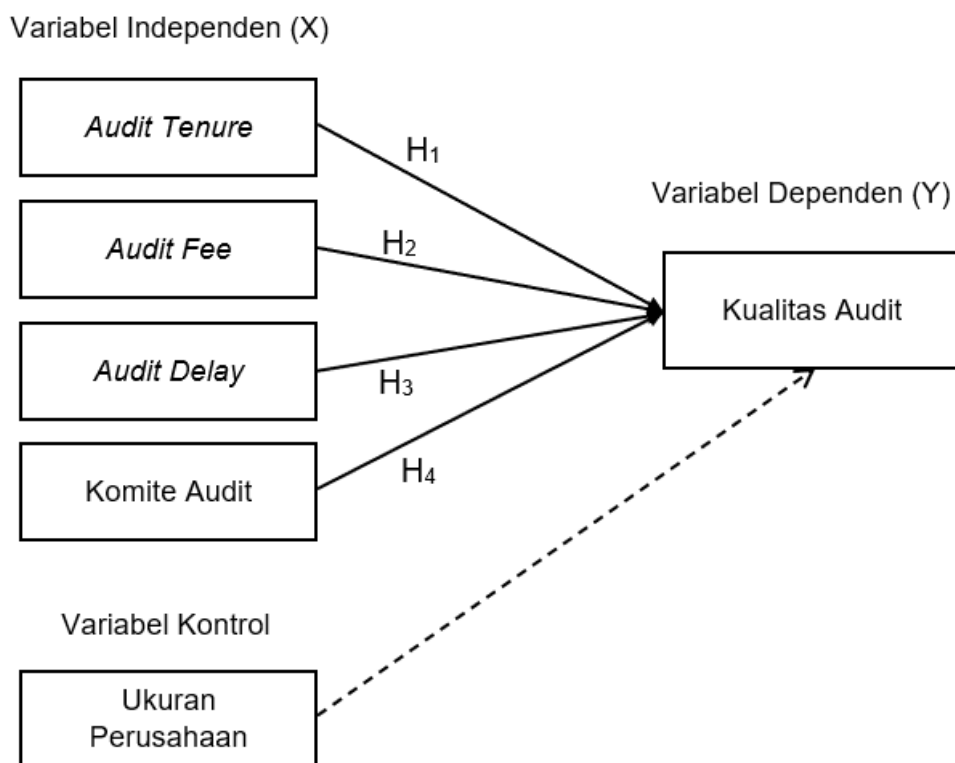 Variabel Independen (X)
Audit Tenure
H1
Variabel Dependen (Y)
Audit Fee
H2
Kualitas Audit
Audit Delay
H3
Komite Audit
H4
Variabel Kontrol
Ukuran
Perusahaan